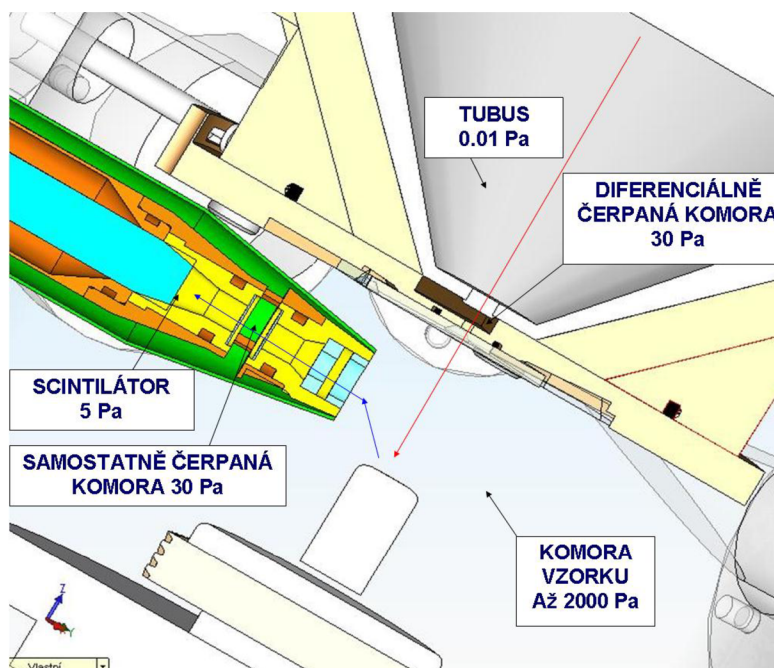 TUBUS
0.01 Pa
DIFERENCIÁLNĚ
ČERPANÁ KOMORA
30 Pa
SCINTILÁTOR
5 Pa
SAMOSTATNĚ ČERPANÁ
KOMORA 30 Pa
KOMORA
VZORKU
Až 2000 Pa
Z
Y
Vlastní